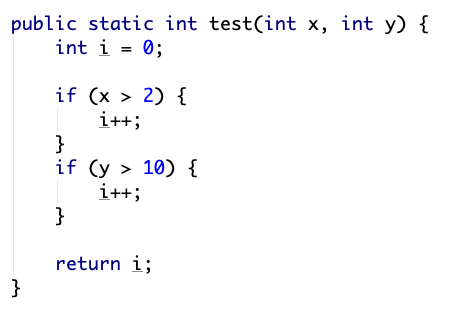 public static int test(int x, int y) {
    int i = 0;

    if (x > 2) {
        i++;
    }
    if (y > 10) {
        i++;
    }

    return i;
}